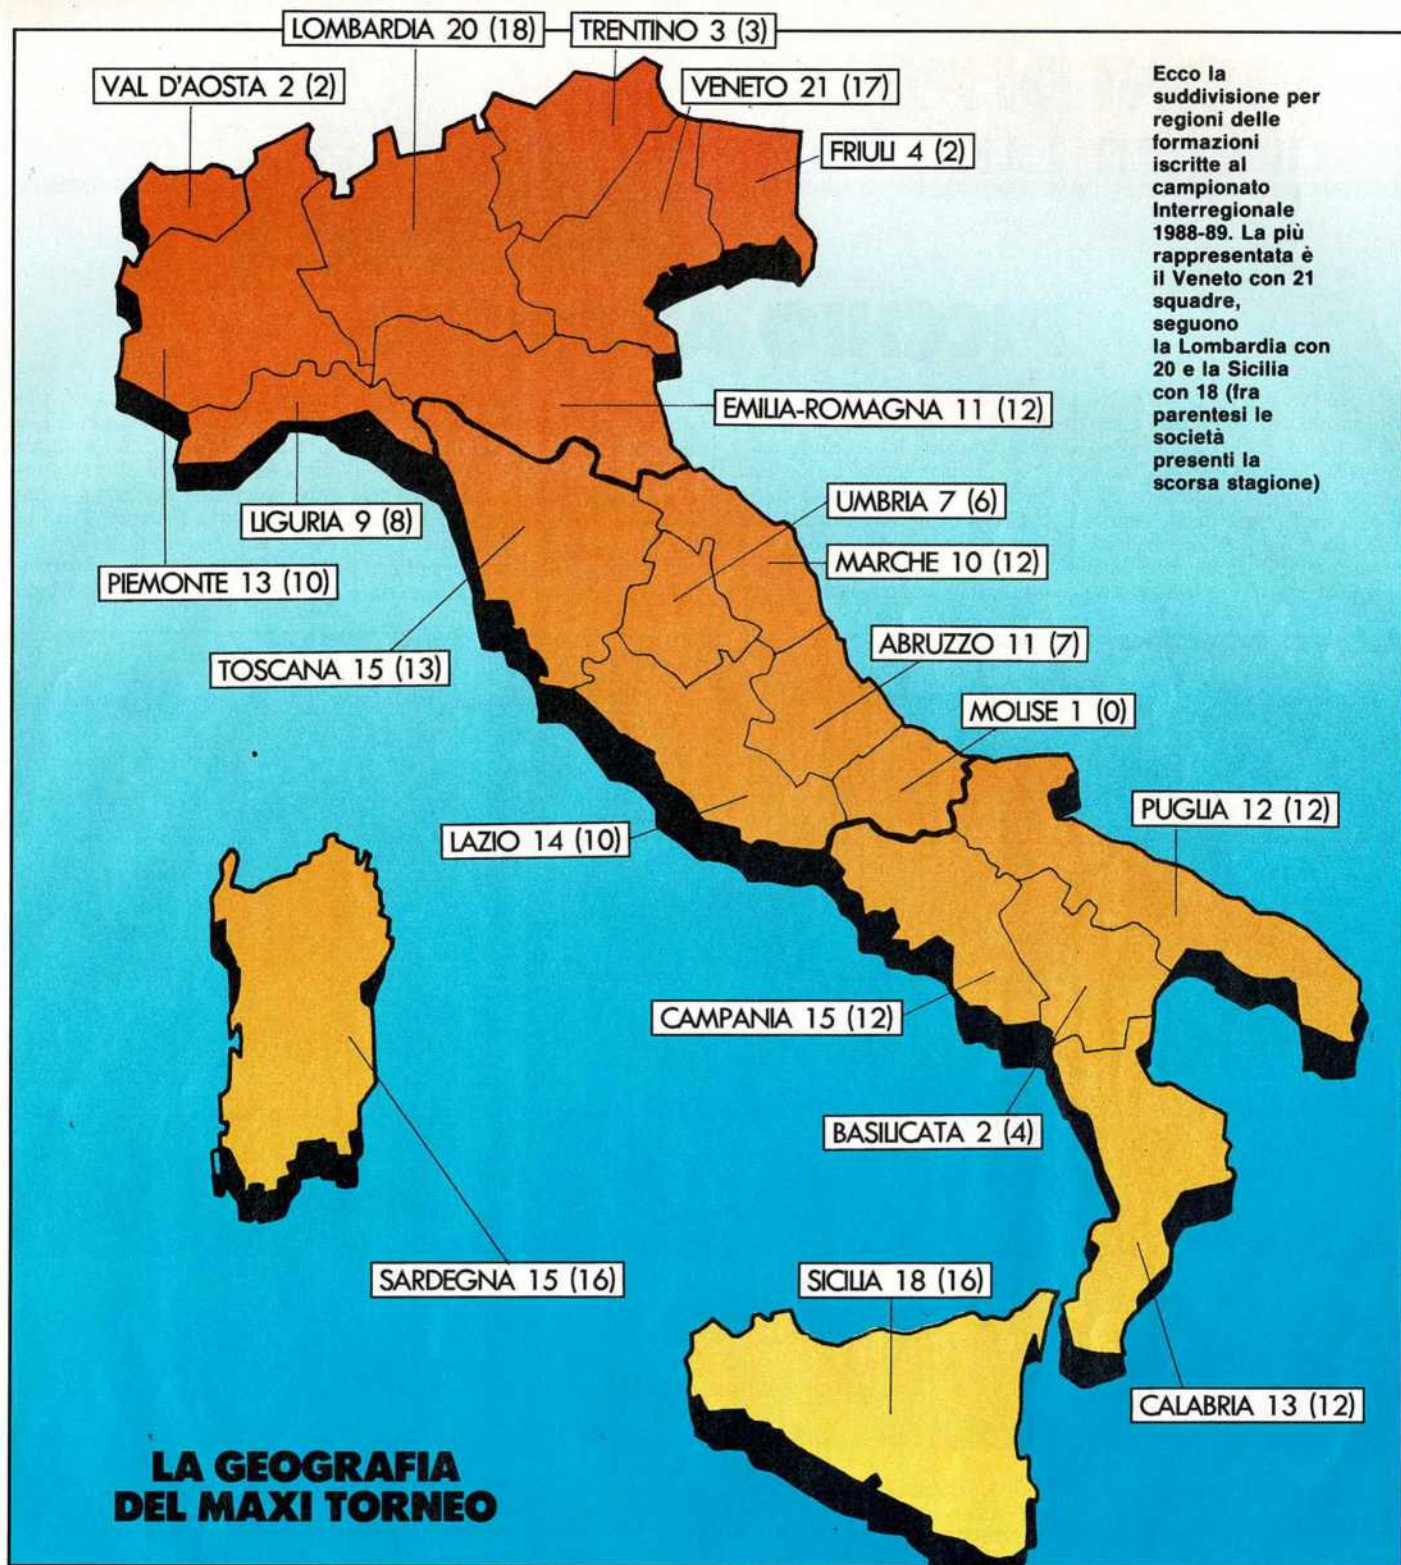 LOMBARDIA 20 (18)
TRENTINO 3 (3)
VAL D'AOSTA 2 (2)
VENETO 21 (17)
FRIULI 4 (2)
Ecco la
suddivisione per
regioni delle
formazioni
iscritte al
campionato
Interregionale
1988-89. La più
rappresentata è
il Veneto con 21
squadre,
seguono
la Lombardia con
20 e la Sicilia
con 18 (fra
parentesi le
società
presenti la
scorsa stagione)
EMILIA-ROMAGNA 11 (12)
LIGURIA 9 (8)
UMBRIA 7 (6)
PIEMONTE 13 (10)
MARCHE 10 (12)
TOSCANA 15 (13)
ABRUZZO 11 (7)
MOLISE 1 (0)
PUGLIA 12 (12)
LAZIO 14 (10)
CAMPANIA 15 (12)
BASILICATA 2 (4)
SARDEGNA 15 (16)
SICILIA 18 (16)
CALABRIA 13 (12)
LA GEOGRAFIA
DEL MAXI TORNEO